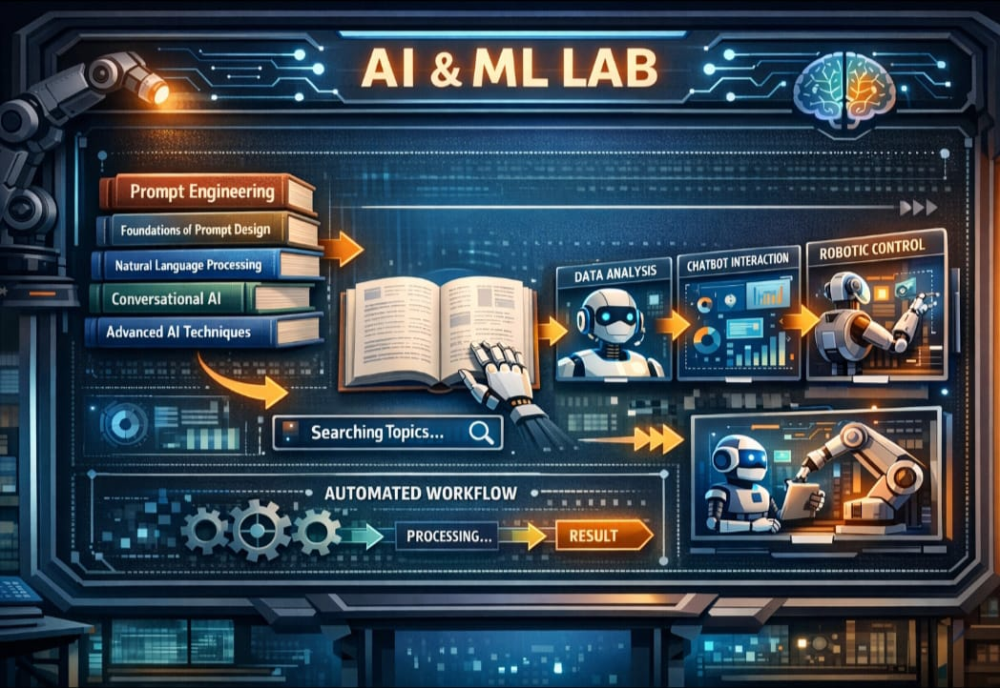 AI & ML LAB
Prompt Engineering
Foundations of Prompt Design
Natural Language Processing
Conversational AI
Advanced AI Techniques
DATA ANALYSIS
CHATBOT INTERACTION
ROBOTIC CONTROL
Searching Topics...
AUTOMATED WORKFLOW
PROCESSING...
RESULT